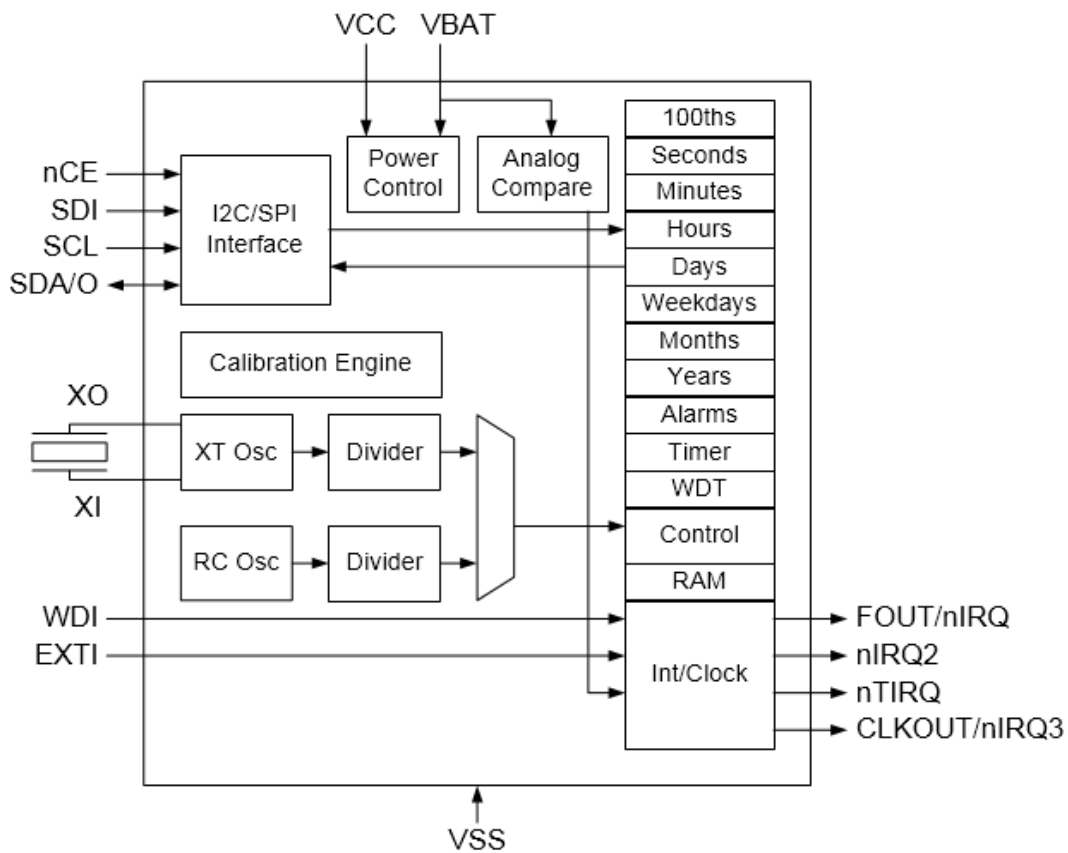 VCC VBAT
100ths
Power
Control
Analog
Compare
Seconds
Minutes
nCE
SDI
SCL
SDA/O
I2C/SPI
Interface
Hours
Days
Weekdays
Months
Years
Calibration Engine
XO
XI
XT Osc
Divider
Alarms
Timer
WDT
RC Osc
Divider
Control
RAM
WDI
EXTI
Int/Clock
FOUT/nIRQ
nIRQ2
nTIRQ
CLKOUT/nIRQ3
VSS